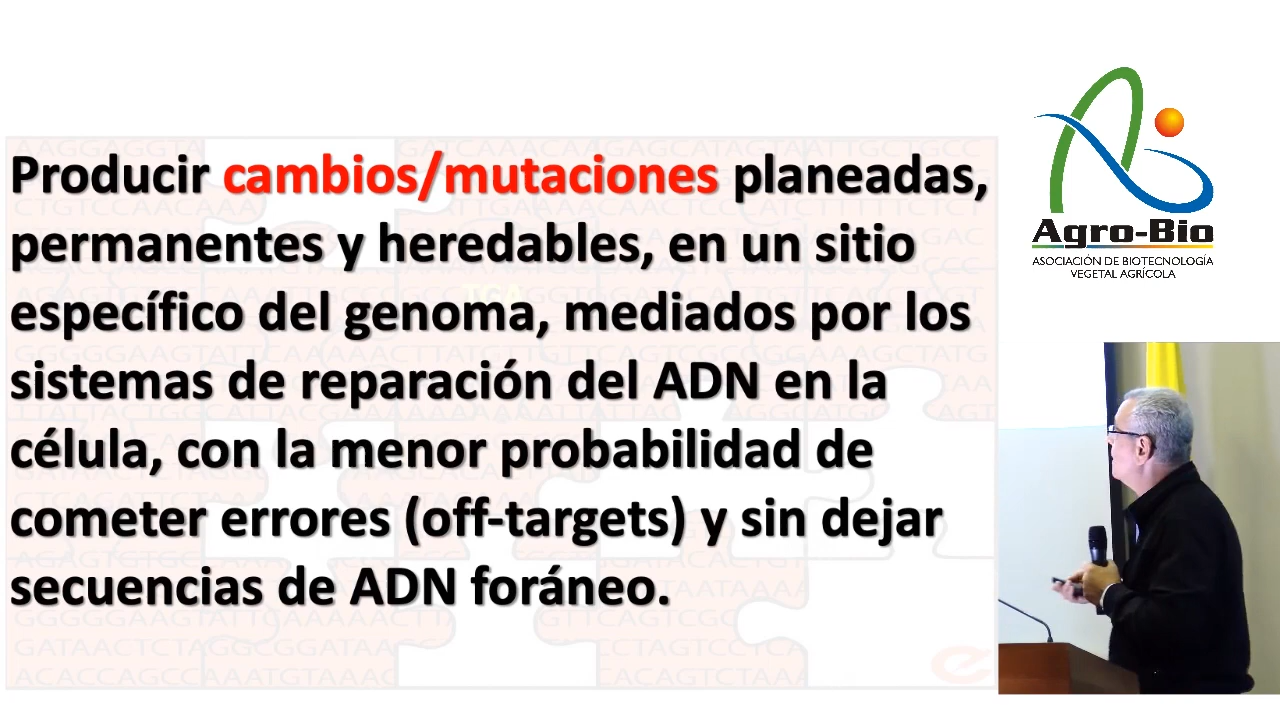 Producir cambios/mutaciones planeadas,
permanentes y heredables, en un sitio
específico del genoma, mediados por los
sistemas de reparación del ADN en la
célula, con la menor probabilidad de
cometer errores (off-targets) y sin dejar
secuencias de ADN foráneo.
Agro-Bio
ASOCIACIÓN DE BIOTECNOLOGÍA
VEGETAL AGRÍCOLA